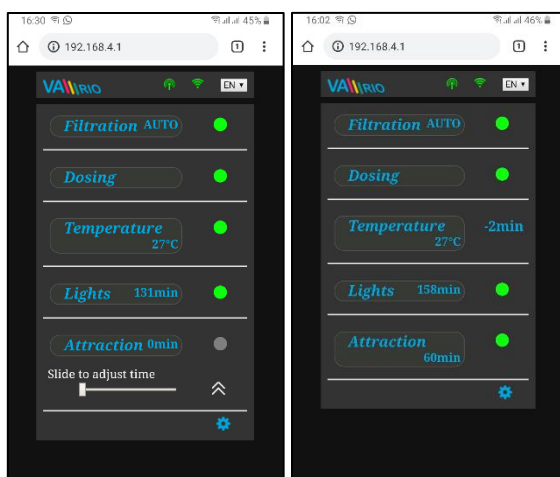 16:30
45%
192.168.4.1
1
VAWRIO
EN
Filtration AUTO
Dosing
Temperature
27°C
Lights 131min
Attraction 0min
Slide to adjust time
16:02
46%
192.168.4.1
1
VAWRIO
EN
Filtration AUTO
Dosing
Temperature -2min
27°C
Lights 158min
Attraction
60min